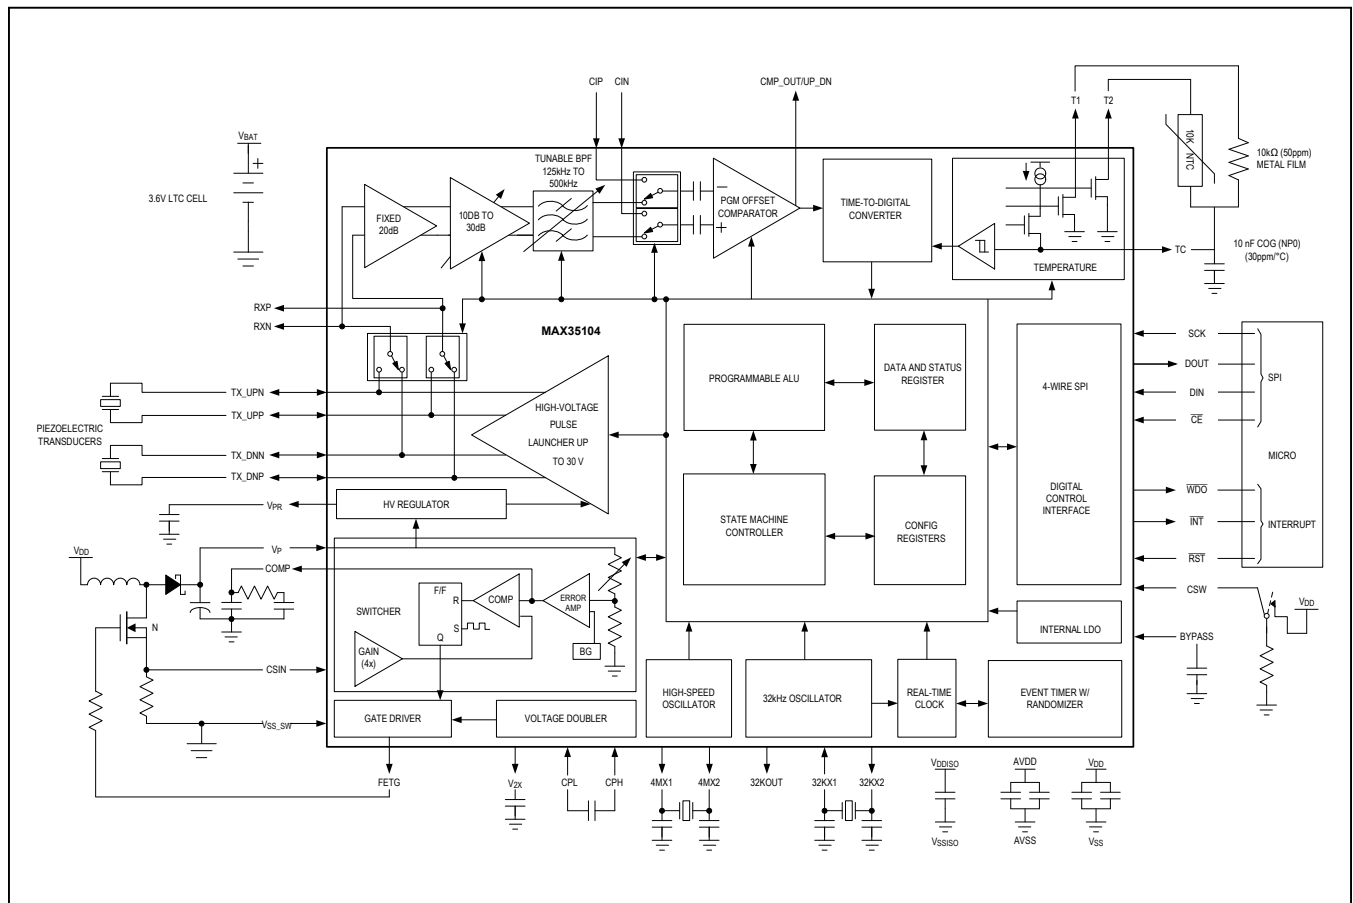 CIP
CIN
CMP_OUT/UP_DN
T1
T2
VBAT
+
3.6V LTC CELL
TUNABLE BPF
125kHz TO
500kHz
FIXED
20dB
10DB TO
30dB
−
PGM OFFSET
COMPARATOR
+
TIME-TO-DIGITAL
CONVERTER
TEMPERATURE
10K NTC
10kΩ (50ppm)
METAL FILM
TC
10 nF COG (NP0)
(30ppm/°C)
RXP
RXN
MAX35104
TX_UPN
TX_UPP
PIEZOELECTRIC
TRANSDUCERS
TX_DNN
TX_DNP
HIGH-VOLTAGE
PULSE
LAUNCHER UP
TO 30 V
PROGRAMMABLE ALU
DATA AND STATUS
REGISTER
STATE MACHINE
CONTROLLER
CONFIG
REGISTERS
4-WIRE SPI
DIGITAL
CONTROL
INTERFACE
SCK
DOUT
DIN
CE
SPI
MICRO
WDO
INT
RST
INTERRUPT
CSW
VDD
BYPASS
VPR
HV REGULATOR
VDD
VP
COMP
N
CSIN
VSS_SW
SWITCHER
F/F
R
S
Q
COMP
ERROR
AMP
BG
GAIN
(4x)
INTERNAL LDO
GATE DRIVER
VOLTAGE DOUBLER
HIGH-SPEED
OSCILLATOR
32kHz OSCILLATOR
REAL-TIME
CLOCK
EVENT TIMER W/
RANDOMIZER
FETG
V2X
CPL
CPH
4MX1
4MX2
32KOUT
32KX1
32KX2
VDDISO
VSSISO
AVDD
AVSS
VDD
VSS